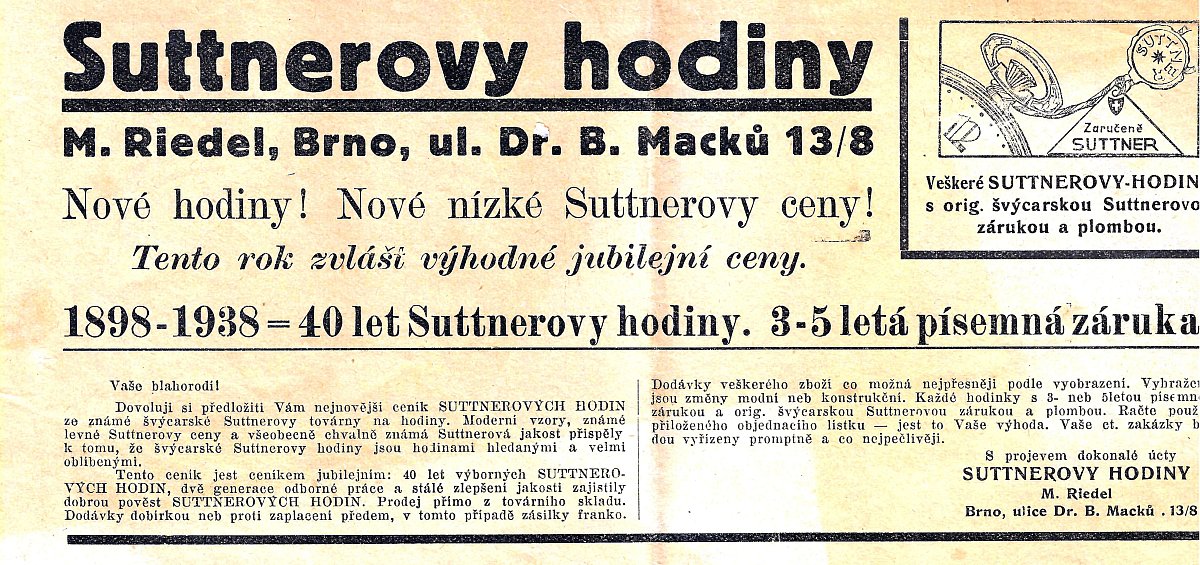 Suttnerovy hodiny
M. Riedel, Brno, ul. Dr. B. Macků 13/8
Nové hodiny! Nové nízké Suttnerovy ceny!
Tento rok zvlášť výhodné jubilejní ceny.
SUTTNER
Zaručeně
SUTTNER
Veškeré SUTTNEROVY-HODIN
s orig. švýcarskou Suttnerovo
zárukou a plombou.
1898-1938 = 40 let Suttnerovy hodiny. 3-5 letá písemná záruka
Vaše blahorodí!
Dovoluji si předložiti Vám nejnovější ceník SUTTNEROVÝCH HODIN
ze známé švýcarské Suttnerovy továrny na hodiny. Moderní vzory, známé
levné Suttnerovy ceny a všeobecně chvalně známá Suttnerová jakost přispěly
k tomu, že švýcarské Suttnerovy hodiny jsou hodinami hledanými a velmi
oblíbenými.
Tento ceník jest ceníkem jubilejním: 40 let výborných SUTTNERO-
VÝCH HODIN, dvě generace odborné práce a stálé zlepšení jakosti zajistily
dobrou pověst SUTTNEROVÝCH HODIN. Prodej přímo z továrního skladu.
Dodávky dobírkou neb proti zaplacení předem, v tomto případě zásilky franko.
Dodávky veškerého zboží co možná nejpřesněji podle vyobrazení. Vyhraženy
jsou změny modní neb konstrukční. Každé hodinky s 3- neb 5letou písemn
zárukou a orig. švýcarskou Suttnerovou zárukou a plombou. Račte použ
přiloženého objednacího lístku — jest to Vaše výhoda. Vaše ct. zakázky b
dou vyřízeny promptně a co nejpečlivěji.
S projevem dokonalé úcty
SUTTNEROVY HODINY
M. Riedel
Brno, ulice Dr. B. Macků . 13/8